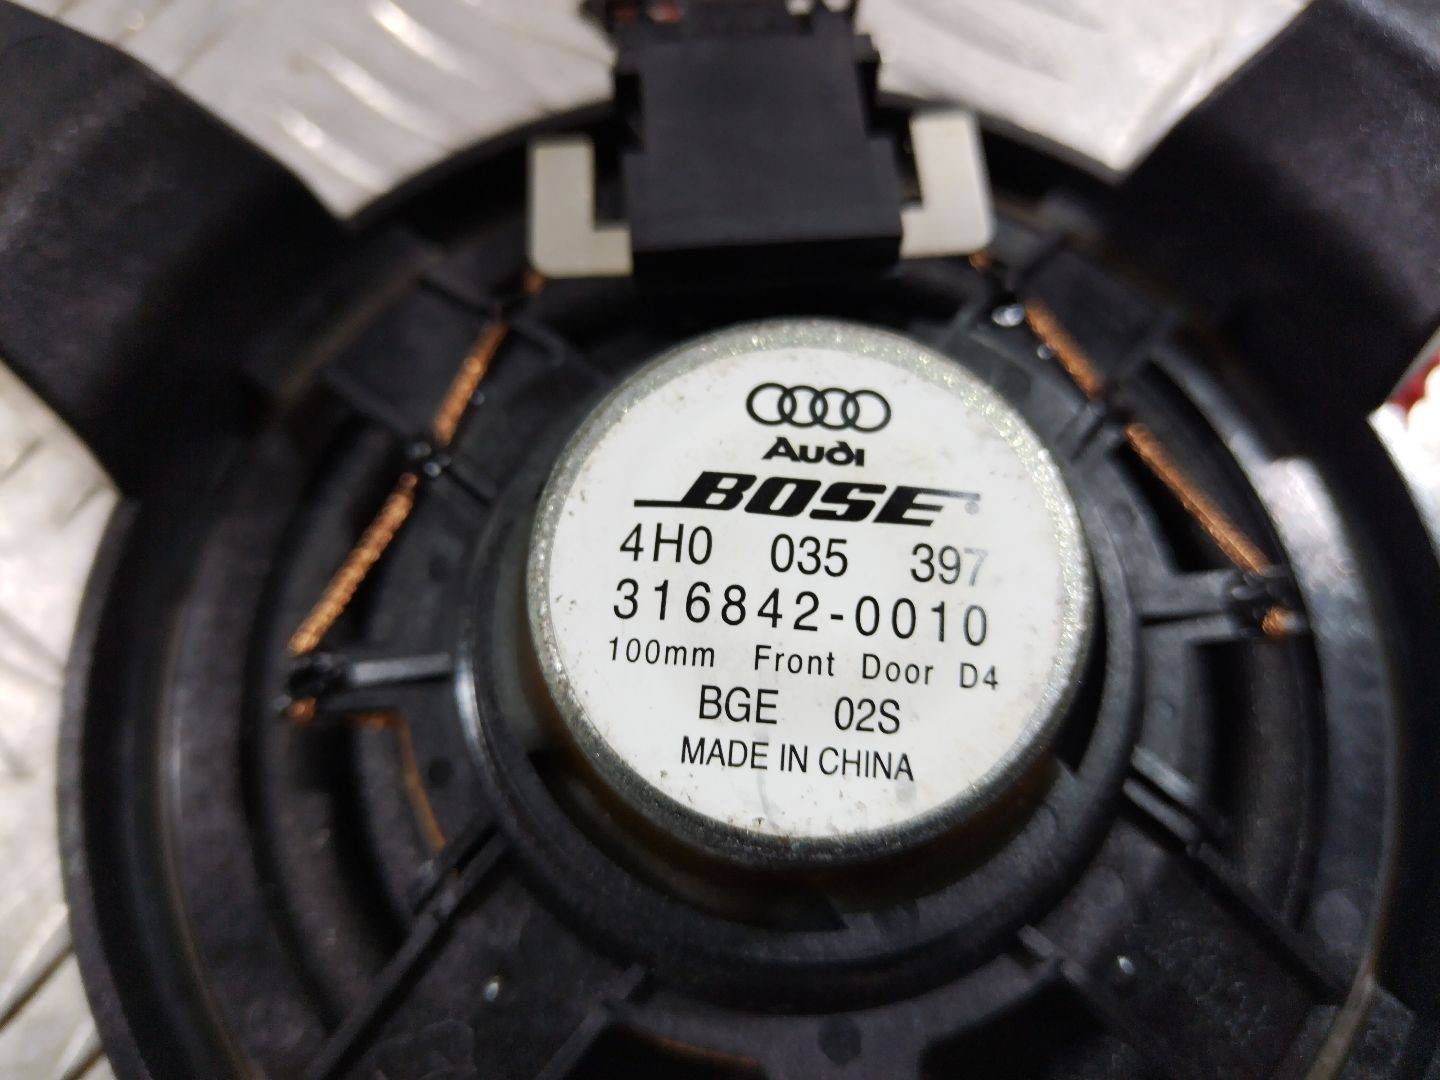 Audi
BOSE®
4H0 035 397
316842-0010
100mm Front Door D4
BGE 02S
MADE IN CHINA